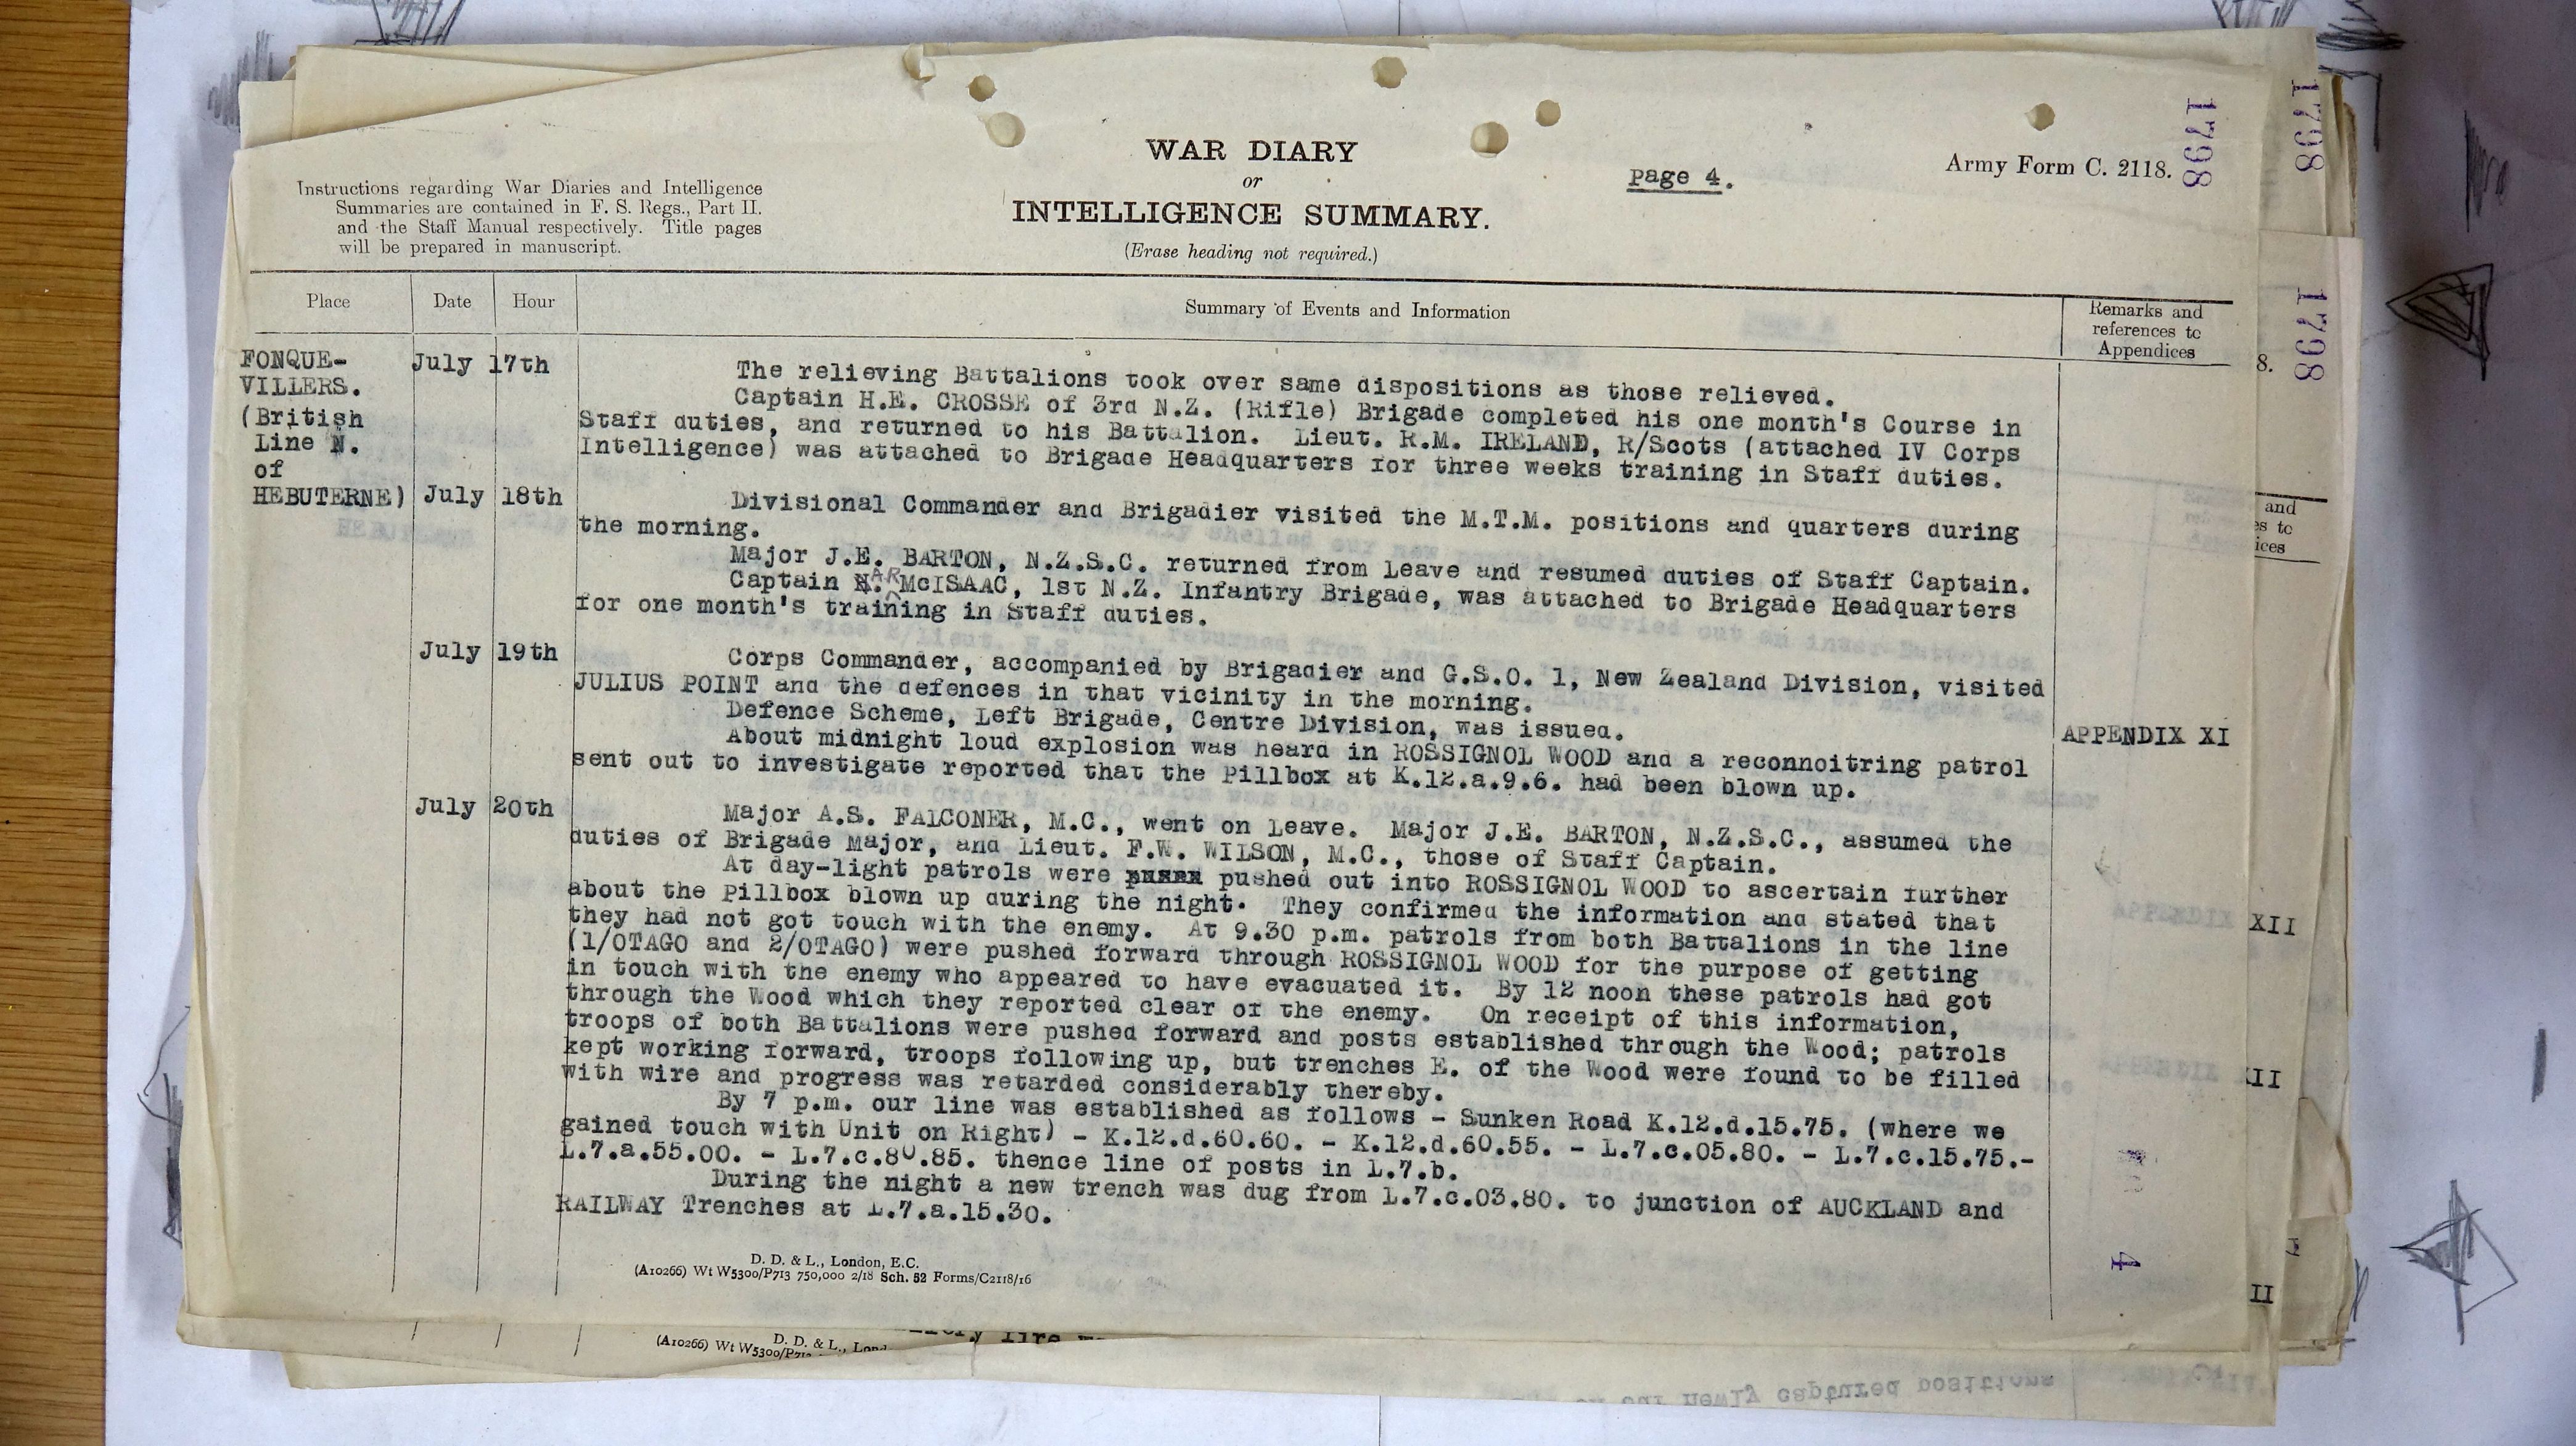 WAR DIARY
or
INTELLIGENCE SUMMARY.
(Erase heading not required.)
page 4.
Army Form C. 2118.
1798
1798
1798
Instructions regarding War Diaries and Intelligence
Summaries are contained in F. S. Regs., Part II.
and the Staff Manual respectively. Title pages
will be prepared in manuscript.
Place
Date
Hour
Summary of Events and Information
Remarks and
references to
Appendices
FONQUE-
VILLERS.
(British
Line N.
of
HEBUTERNE)
July 17th
The relieving Battalions took over same dispositions as those relieved.
Captain H.E. CROSSE of 3rd N.Z. (Rifle) Brigade completed his one month's Course in
Staff duties, and returned to his Battalion. Lieut. R.M. IRELAND, R/Scots (attached IV Corps
Intelligence) was attached to Brigade Headquarters for three weeks training in Staff duties.
July 18th
Divisional Commander and Brigadier visited the M.T.M. positions and quarters during
the morning.
Major J.E. BARTON, N.Z.S.C. returned from Leave and resumed duties of Staff Captain.
Captain A.R. McISAAC, 1st N.Z. Infantry Brigade, was attached to Brigade Headquarters
for one month's training in Staff duties.
July 19th
Corps Commander, accompanied by Brigadier and G.S.O. 1, New Zealand Division, visited
JULIUS POINT and the defences in that vicinity in the morning.
Defence Scheme, Left Brigade, Centre Division, was issued.
APPENDIX XI
About midnight loud explosion was heard in ROSSIGNOL WOOD and a reconnoitring patrol
sent out to investigate reported that the Pillbox at K.12.a.9.6. had been blown up.
July 20th
Major A.S. FALCONER, M.C., went on Leave. Major J.E. BARTON, N.Z.S.C., assumed the
duties of Brigade Major, and Lieut. F.W. WILSON, M.C., those of Staff Captain.
At day-light patrols were pushed out into ROSSIGNOL WOOD to ascertain further
about the Pillbox blown up during the night. They confirmed the information and stated that
they had not got touch with the enemy. At 9.30 p.m. patrols from both Battalions in the line
(1/OTAGO and 2/OTAGO) were pushed forward through ROSSIGNOL WOOD for the purpose of getting
in touch with the enemy who appeared to have evacuated it. By 12 noon these patrols had got
through the Wood which they reported clear of the enemy. On receipt of this information,
troops of both Battalions were pushed forward and posts established through the Wood; patrols
kept working forward, troops following up, but trenches E. of the Wood were found to be filled
with wire and progress was retarded considerably thereby.
By 7 p.m. our line was established as follows - Sunken Road K.12.d.15.75. (where we
gained touch with Unit on Right) - K.12.d.60.60. - K.12.d.60.55. - L.7.c.05.80. - L.7.c.15.75.-
L.7.a.55.00. - L.7.c.80.85. thence line of posts in L.7.b.
During the night a new trench was dug from L.7.c.03.80. to junction of AUCKLAND and
RAILWAY Trenches at L.7.a.15.30.
4
D. D. & L., London, E.C.
(A10266) Wt W5300/P713 750,000 2/18 Sch. 52 Forms/C2118/16
8.
and
es to
ices
XII
II
II
D. D. & L., Lond
(A10266) Wt W5300/P71
newly captured positions